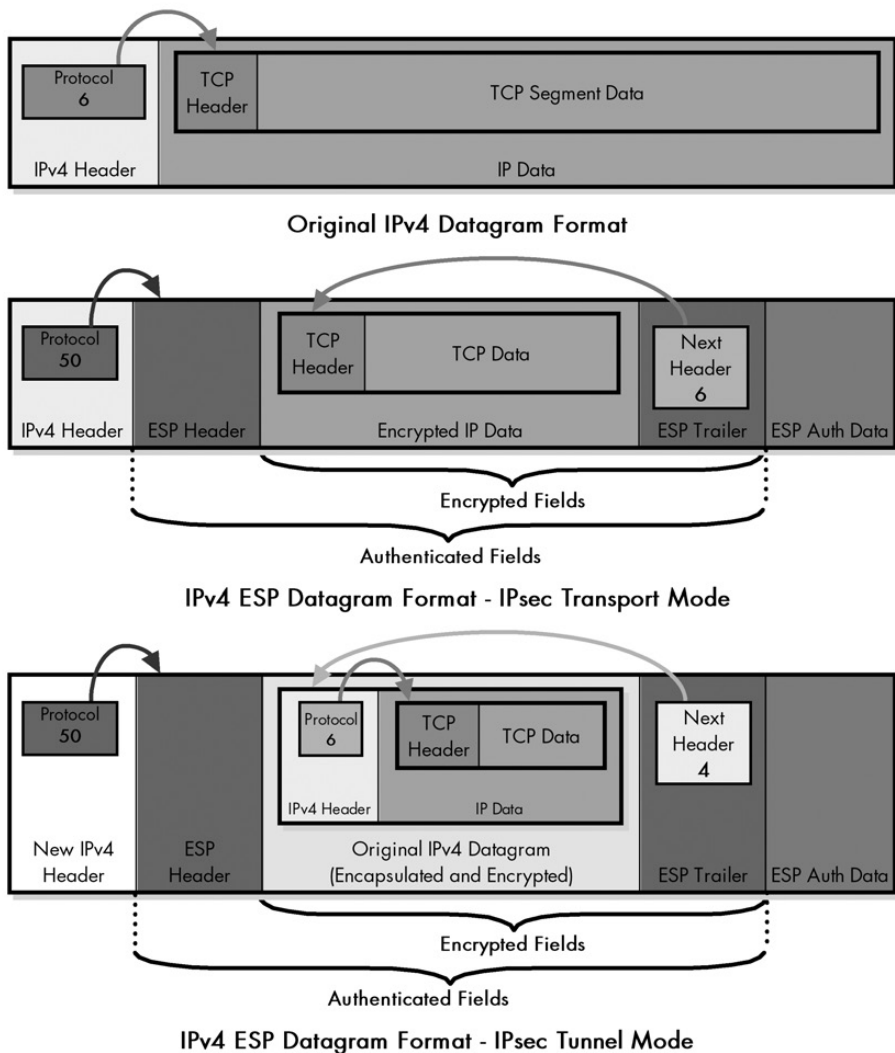 Protocol
6
TCP
Header
TCP Segment Data
IPv4 Header
IP Data
Original IPv4 Datagram Format
Protocol
50
TCP
Header
TCP Data
Next
Header
6
IPv4 Header
ESP Header
Encrypted IP Data
ESP Trailer
ESP Auth Data
Encrypted Fields
Authenticated Fields
IPv4 ESP Datagram Format - IPsec Transport Mode
Protocol
50
Protocol
6
TCP
Header
TCP Data
Next
Header
4
IPv4 Header
IP Data
New IPv4
Header
ESP
Header
Original IPv4 Datagram
(Encapsulated and Encrypted)
ESP Trailer
ESP Auth Data
Encrypted Fields
Authenticated Fields
IPv4 ESP Datagram Format - IPsec Tunnel Mode